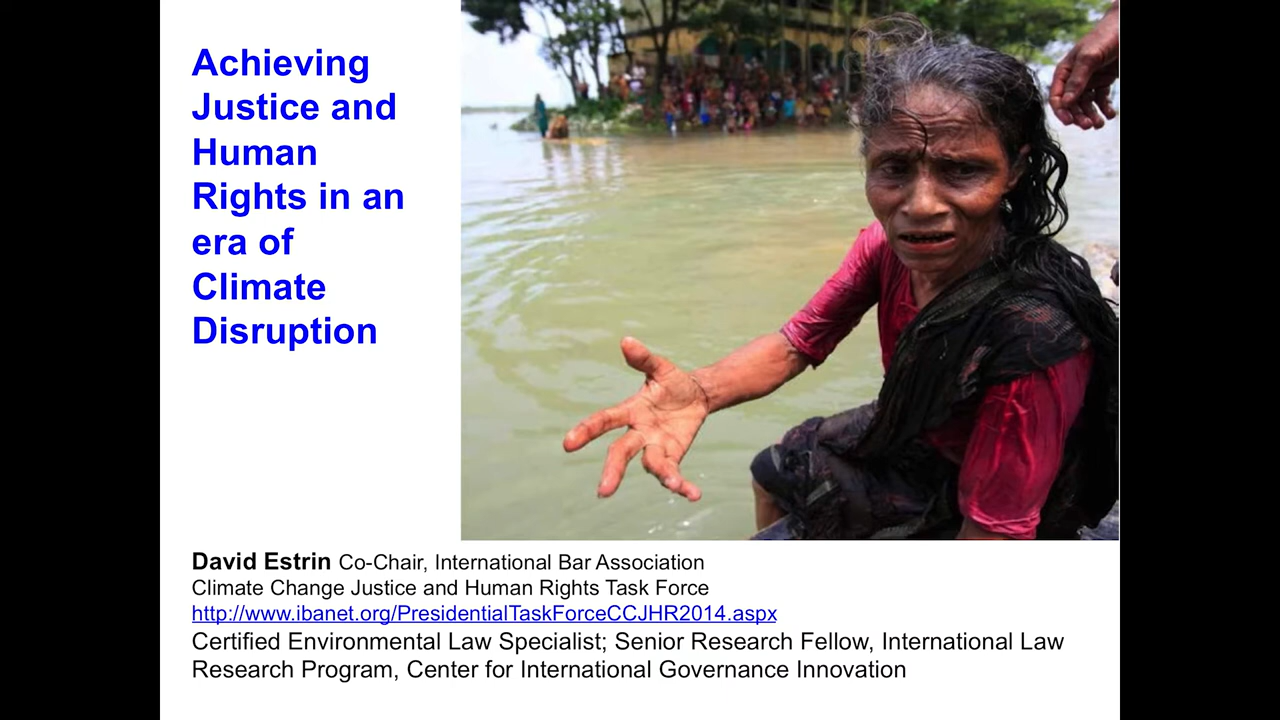 Achieving
Justice and
Human
Rights in an
era of
Climate
Disruption
David Estrin Co-Chair, International Bar Association
Climate Change Justice and Human Rights Task Force
http://www.ibanet.org/PresidentialTaskForceCCJHR2014.aspx
Certified Environmental Law Specialist; Senior Research Fellow, International Law
Research Program, Center for International Governance Innovation